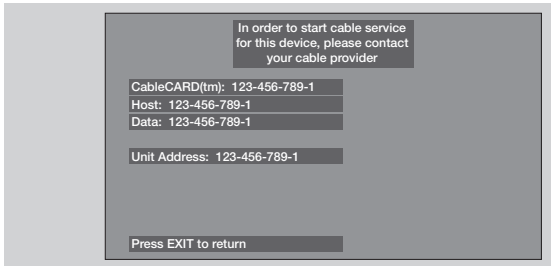 In order to start cable service
for this device, please contact
your cable provider
CableCARD(tm): 123-456-789-1
Host: 123-456-789-1
Data: 123-456-789-1
Unit Address: 123-456-789-1
Press EXIT to return